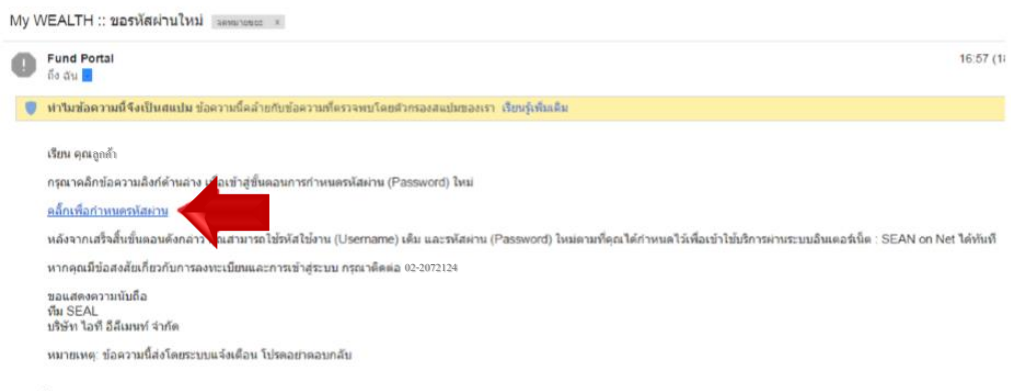 My WEALTH :: ขอรหัสผ่านใหม่ จดหมายขยะ x
Fund Portal 16:57
ถึง ฉัน
ทำไมข้อความนี้จึงเป็นสแปม ข้อความนี้คล้ายกับข้อความที่ตรวจพบโดยตัวกรองสแปมของเรา เรียนรู้เพิ่มเติม
เรียน คุณลูกค้า
กรุณาคลิกข้อความลิงก์ด้านล่าง เพื่อเข้าสู่ขั้นตอนการกำหนดรหัสผ่าน (Password) ใหม่
คลิ๊กเพื่อกำหนดรหัสผ่าน
หลังจากเสร็จสิ้นขั้นตอนดังกล่าว คุณสามารถใช้รหัสใช้งาน (Username) เดิม และรหัสผ่าน (Password) ใหม่ตามที่คุณได้กำหนดไว้เพื่อเข้าใช้บริการผ่านระบบอินเตอร์เน็ต : SEAN on Net ได้ทันที
หากคุณมีข้อสงสัยเกี่ยวกับการลงทะเบียนและการเข้าสู่ระบบ กรุณาติดต่อ 02-2072124
ขอแสดงความนับถือ
ทีม SEAL
บริษัท ไอที อีลีเมนท์ จำกัด
หมายเหตุ: ข้อความนี้ส่งโดยระบบแจ้งเตือน โปรดอย่าตอบกลับ